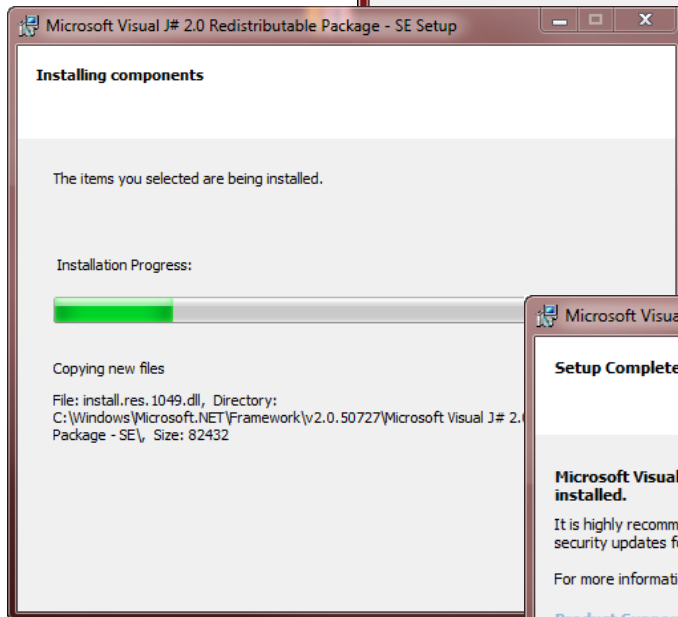 Microsoft Visual J# 2.0 Redistributable Package - SE Setup
Installing components
The items you selected are being installed.
Installation Progress:
Copying new files
File: install.res.1049.dll, Directory:
C:\Windows\Microsoft.NET\Framework\v2.0.50727\Microsoft Visual J# 2.0
Package - SE\, Size: 82432
Microsoft Visua
Setup Complete
Microsoft Visual
installed.
It is highly recomm
security updates f
For more informati
Product Suppor